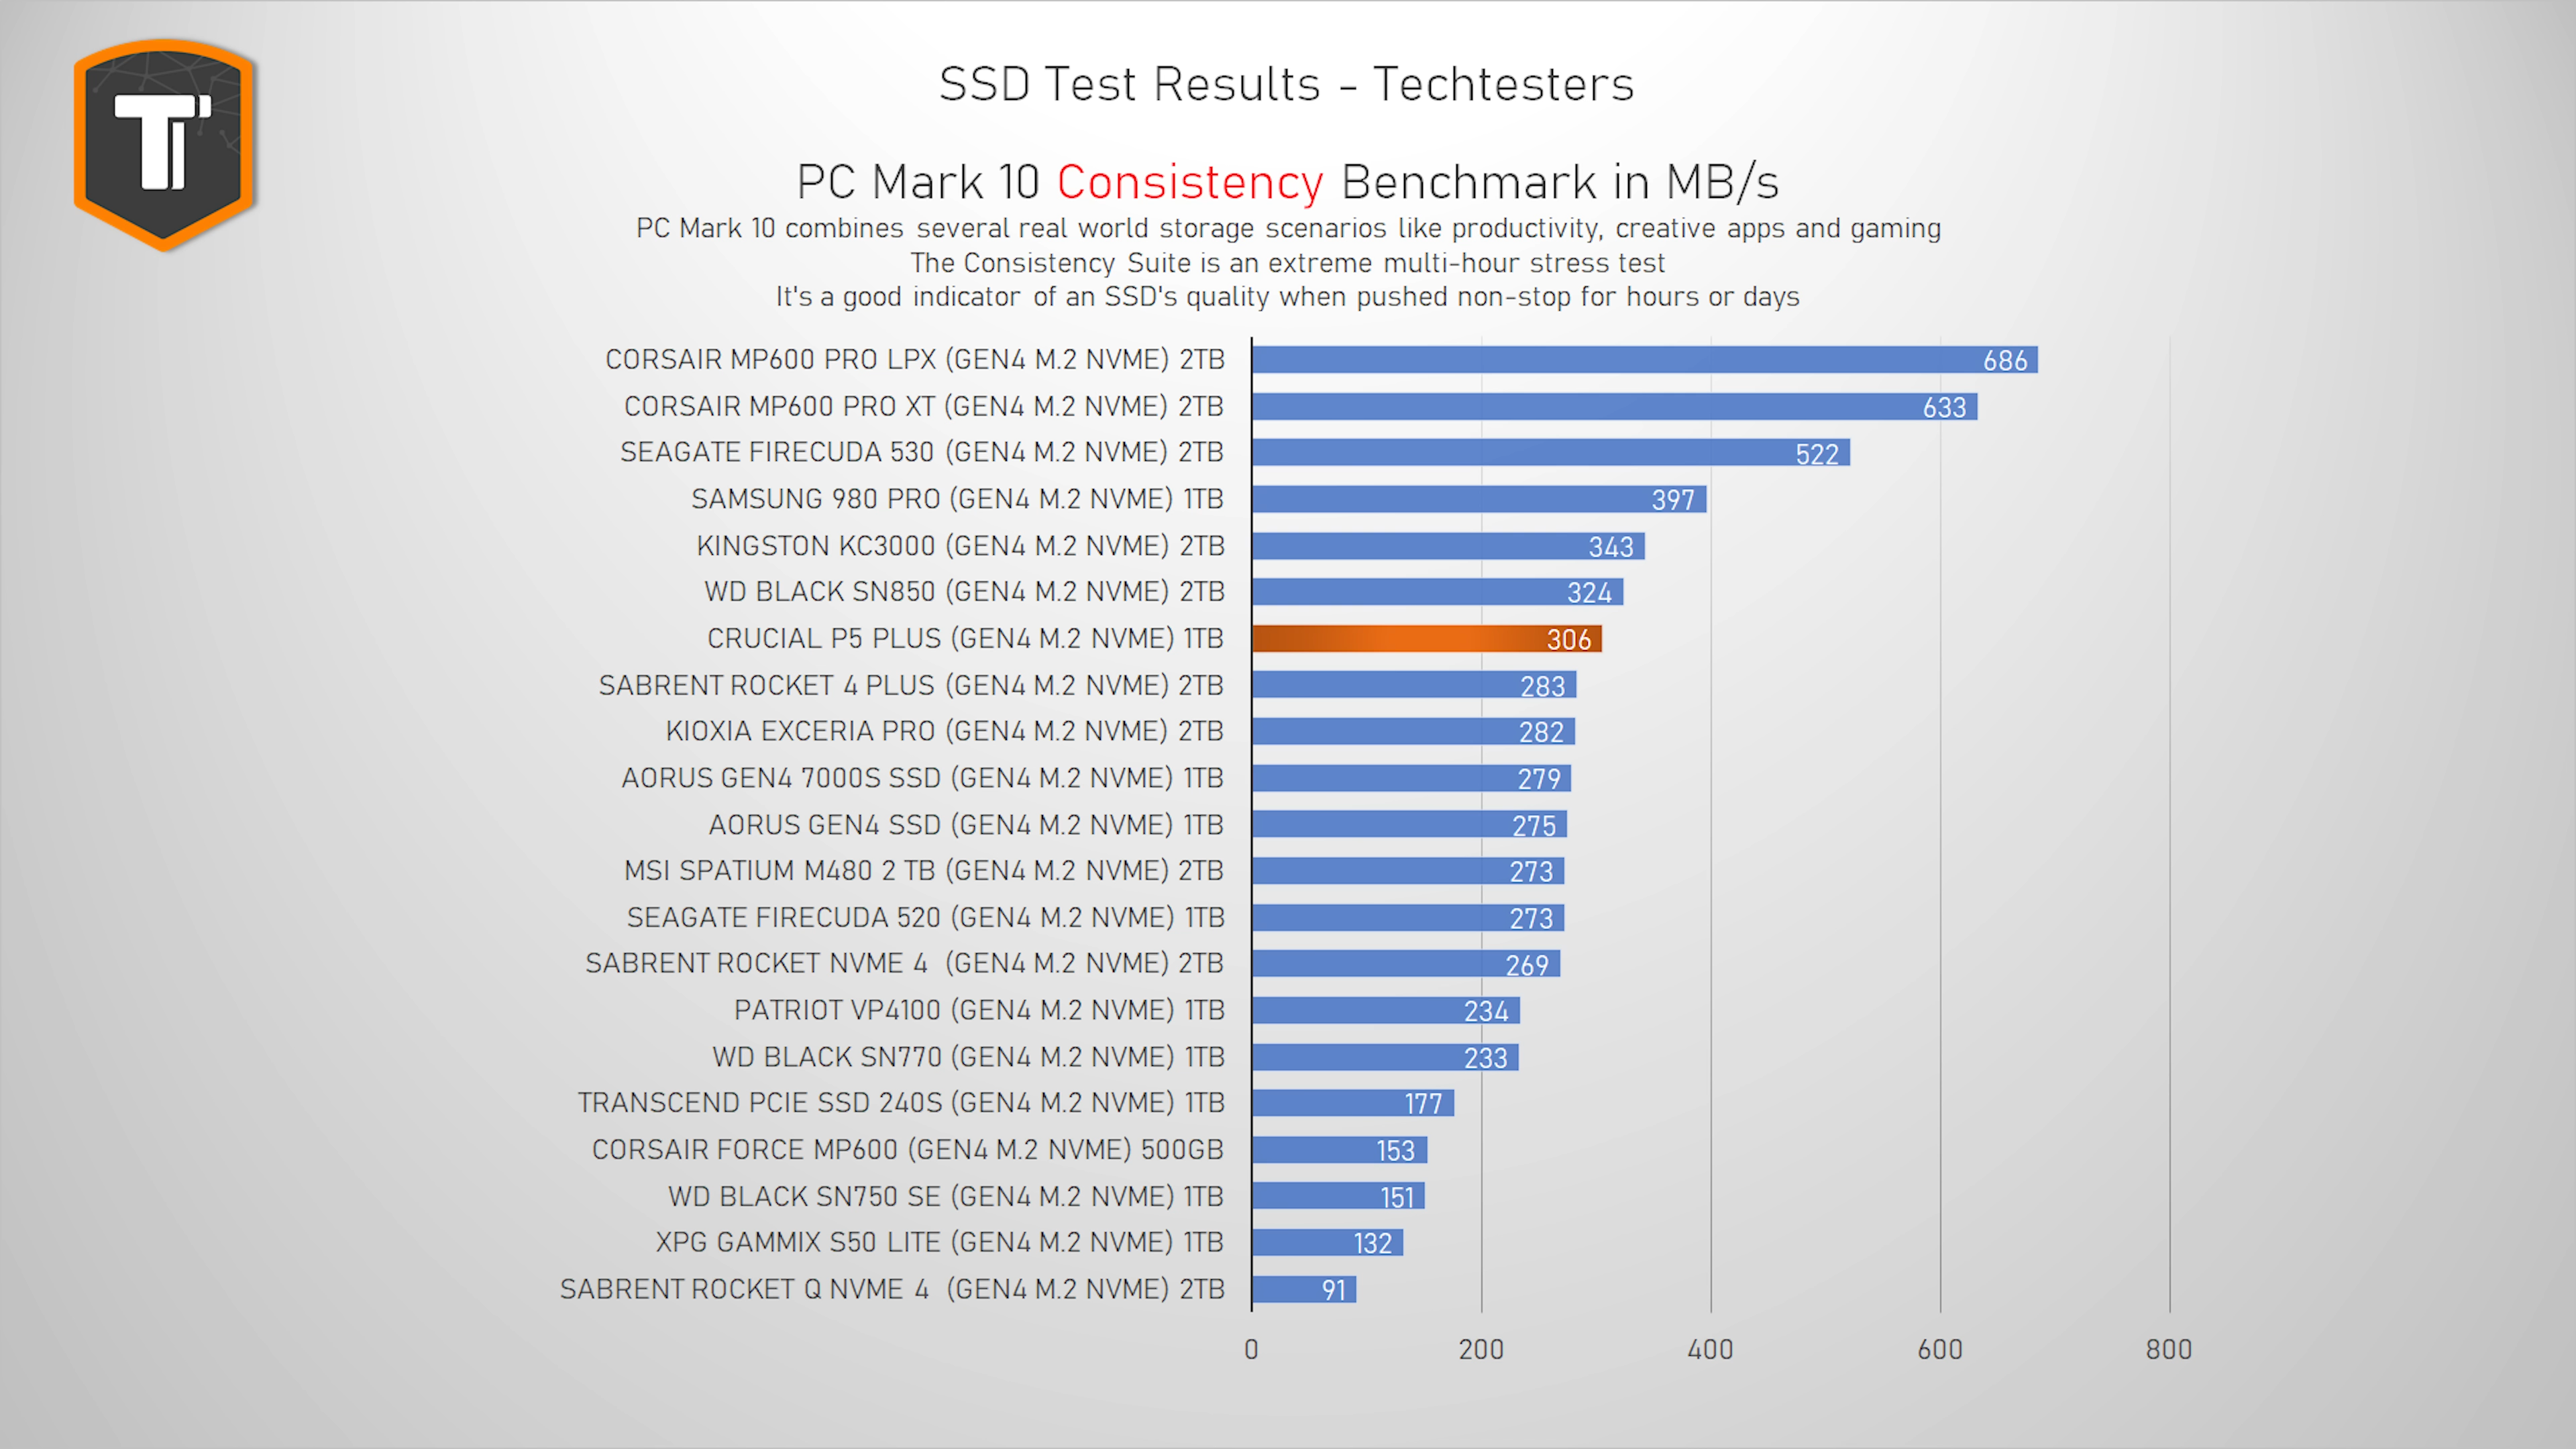 SSD Test Results - Techtesters
PC Mark 10 Consistency Benchmark in MB/s
PC Mark 10 combines several real world storage scenarios like productivity, creative apps and gaming
The Consistency Suite is an extreme multi-hour stress test
It's a good indicator of an SSD's quality when pushed non-stop for hours or days
CORSAIR MP600 PRO LPX (GEN4 M.2 NVME) 2TB 686
CORSAIR MP600 PRO XT (GEN4 M.2 NVME) 2TB 633
SEAGATE FIRECUDA 530 (GEN4 M.2 NVME) 2TB 522
SAMSUNG 980 PRO (GEN4 M.2 NVME) 1TB 397
KINGSTON KC3000 (GEN4 M.2 NVME) 2TB 343
WD BLACK SN850 (GEN4 M.2 NVME) 2TB 324
CRUCIAL P5 PLUS (GEN4 M.2 NVME) 1TB 306
SABRENT ROCKET 4 PLUS (GEN4 M.2 NVME) 2TB 283
KIOXIA EXCERIA PRO (GEN4 M.2 NVME) 2TB 282
AORUS GEN4 7000S SSD (GEN4 M.2 NVME) 1TB 279
AORUS GEN4 SSD (GEN4 M.2 NVME) 1TB 275
MSI SPATIUM M480 2 TB (GEN4 M.2 NVME) 2TB 273
SEAGATE FIRECUDA 520 (GEN4 M.2 NVME) 1TB 273
SABRENT ROCKET NVME 4 (GEN4 M.2 NVME) 2TB 269
PATRIOT VP4100 (GEN4 M.2 NVME) 1TB 234
WD BLACK SN770 (GEN4 M.2 NVME) 1TB 233
TRANSCEND PCIE SSD 240S (GEN4 M.2 NVME) 1TB 177
CORSAIR FORCE MP600 (GEN4 M.2 NVME) 500GB 153
WD BLACK SN750 SE (GEN4 M.2 NVME) 1TB 151
XPG GAMMIX S50 LITE (GEN4 M.2 NVME) 1TB 132
SABRENT ROCKET Q NVME 4 (GEN4 M.2 NVME) 2TB 91
0 200 400 600 800